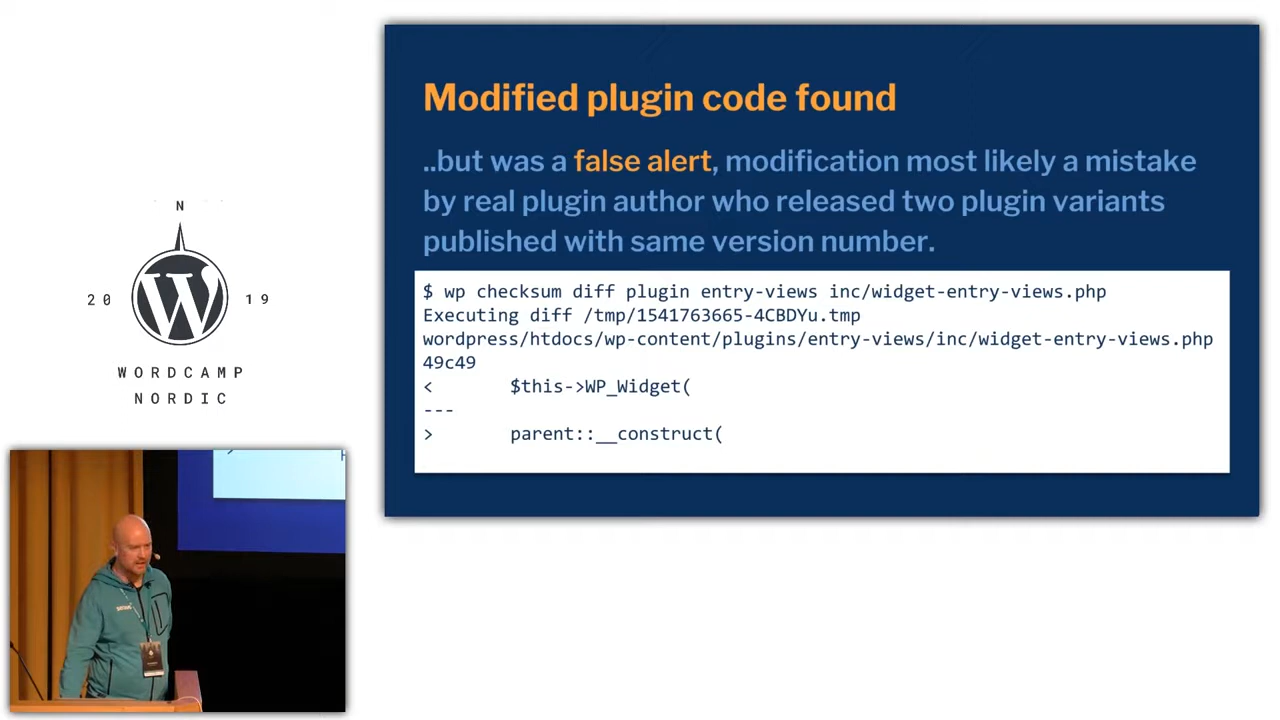 Modified plugin code found
..but was a false alert, modification most likely a mistake
by real plugin author who released two plugin variants
published with same version number.
$ wp checksum diff plugin entry-views inc/widget-entry-views.php
Executing diff /tmp/1541763665-4CBDYu.tmp
wordpress/htdocs/wp-content/plugins/entry-views/inc/widget-entry-views.php
49c49
<       $this->WP_Widget(
---
>       parent::__construct(
N
20 19
WORDCAMP
NORDIC